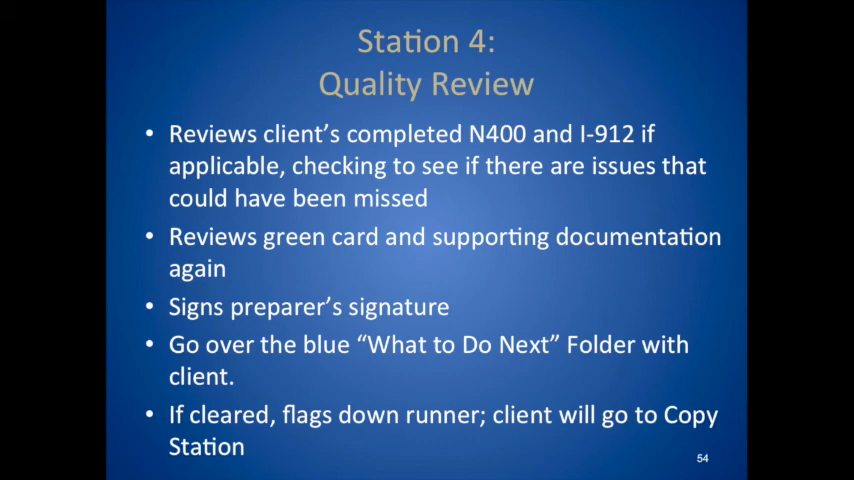 Station 4:
Quality Review
• Reviews client’s completed N400 and I-912 if
applicable, checking to see if there are issues that
could have been missed
• Reviews green card and supporting documentation
again
• Signs preparer’s signature
• Go over the blue “What to Do Next” Folder with
client.
• If cleared, flags down runner; client will go to Copy
Station
54